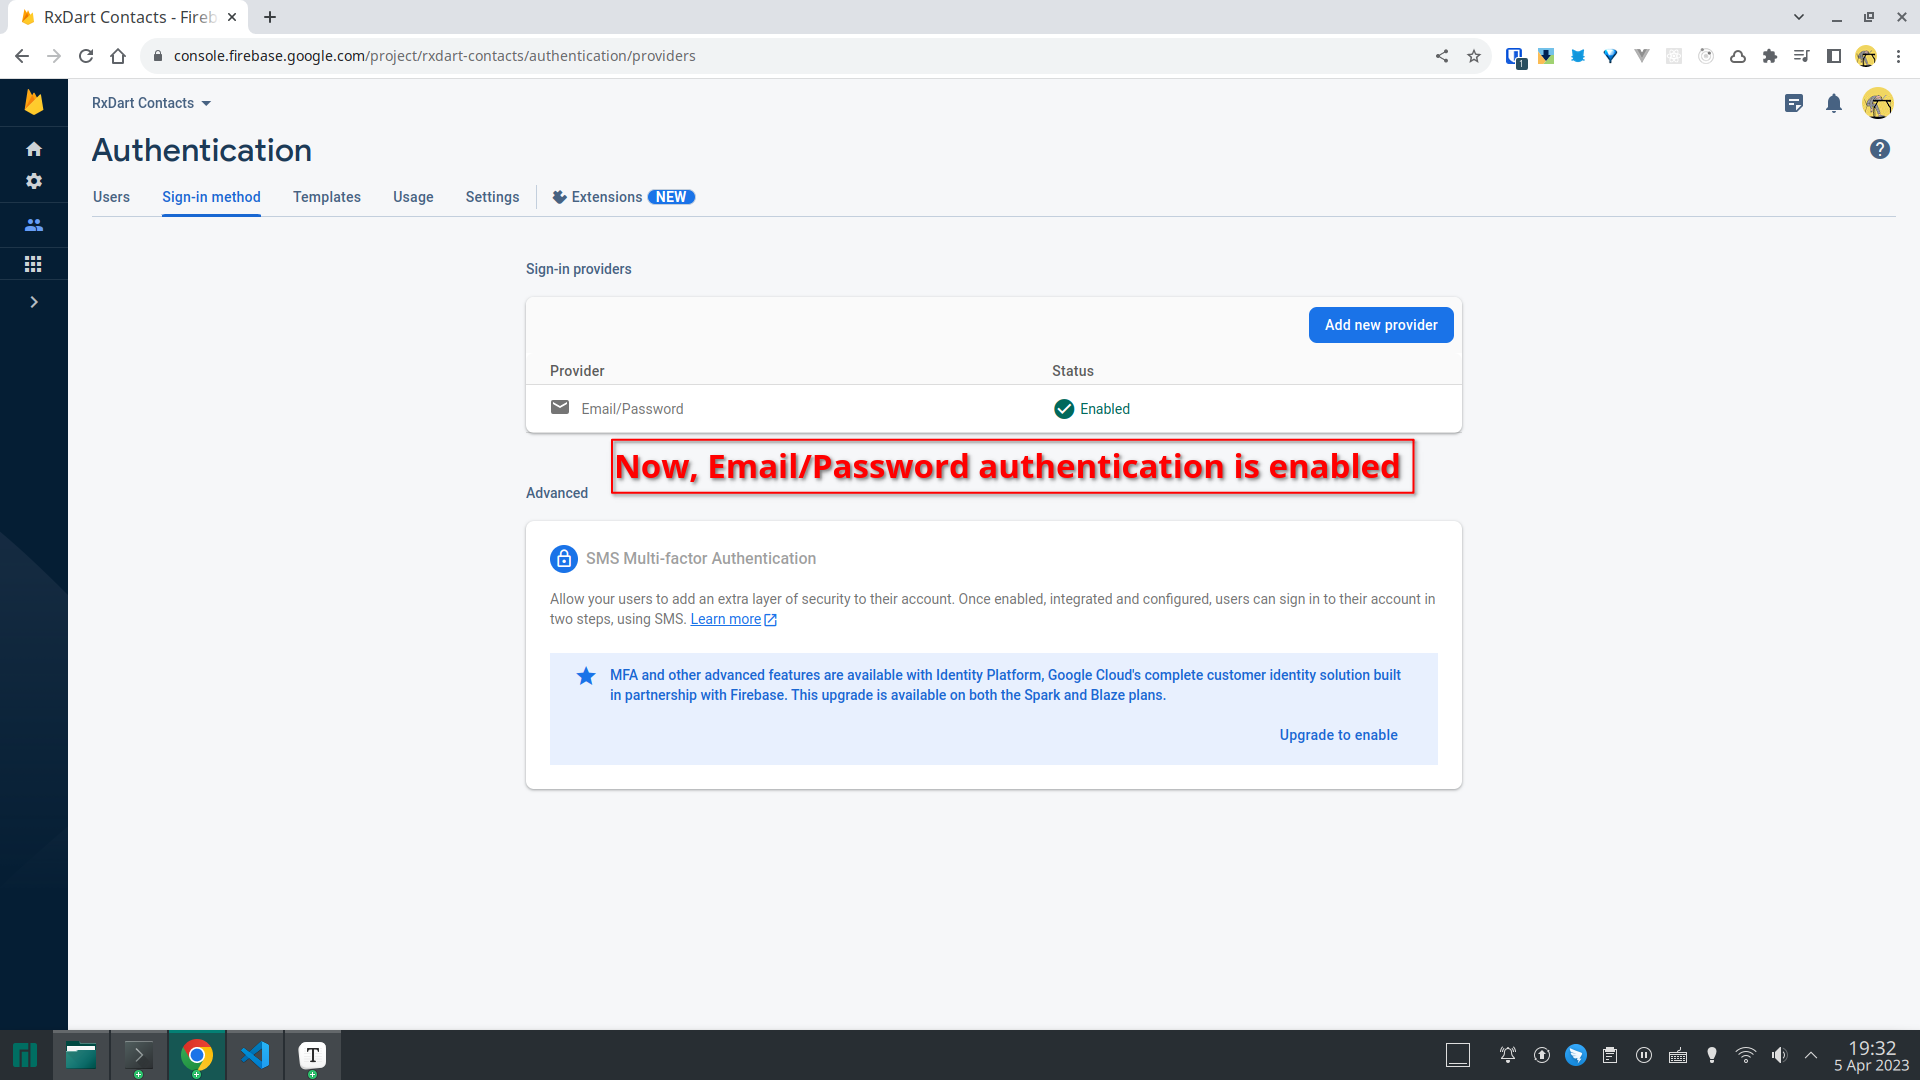 RxDart Contacts - Fireb
console.firebase.google.com/project/rxdart-contacts/authentication/providers
1
RxDart Contacts
Authentication
Users Sign-in method Templates Usage Settings Extensions NEW
Sign-in providers
Add new provider
Provider Status
Email/Password Enabled
Now, Email/Password authentication is enabled
Advanced
SMS Multi-factor Authentication
Allow your users to add an extra layer of security to their account. Once enabled, integrated and configured, users can sign in to their account in
two steps, using SMS. Learn more
MFA and other advanced features are available with Identity Platform, Google Cloud's complete customer identity solution built
in partnership with Firebase. This upgrade is available on both the Spark and Blaze plans.
Upgrade to enable
T
19:32
5 Apr 2023